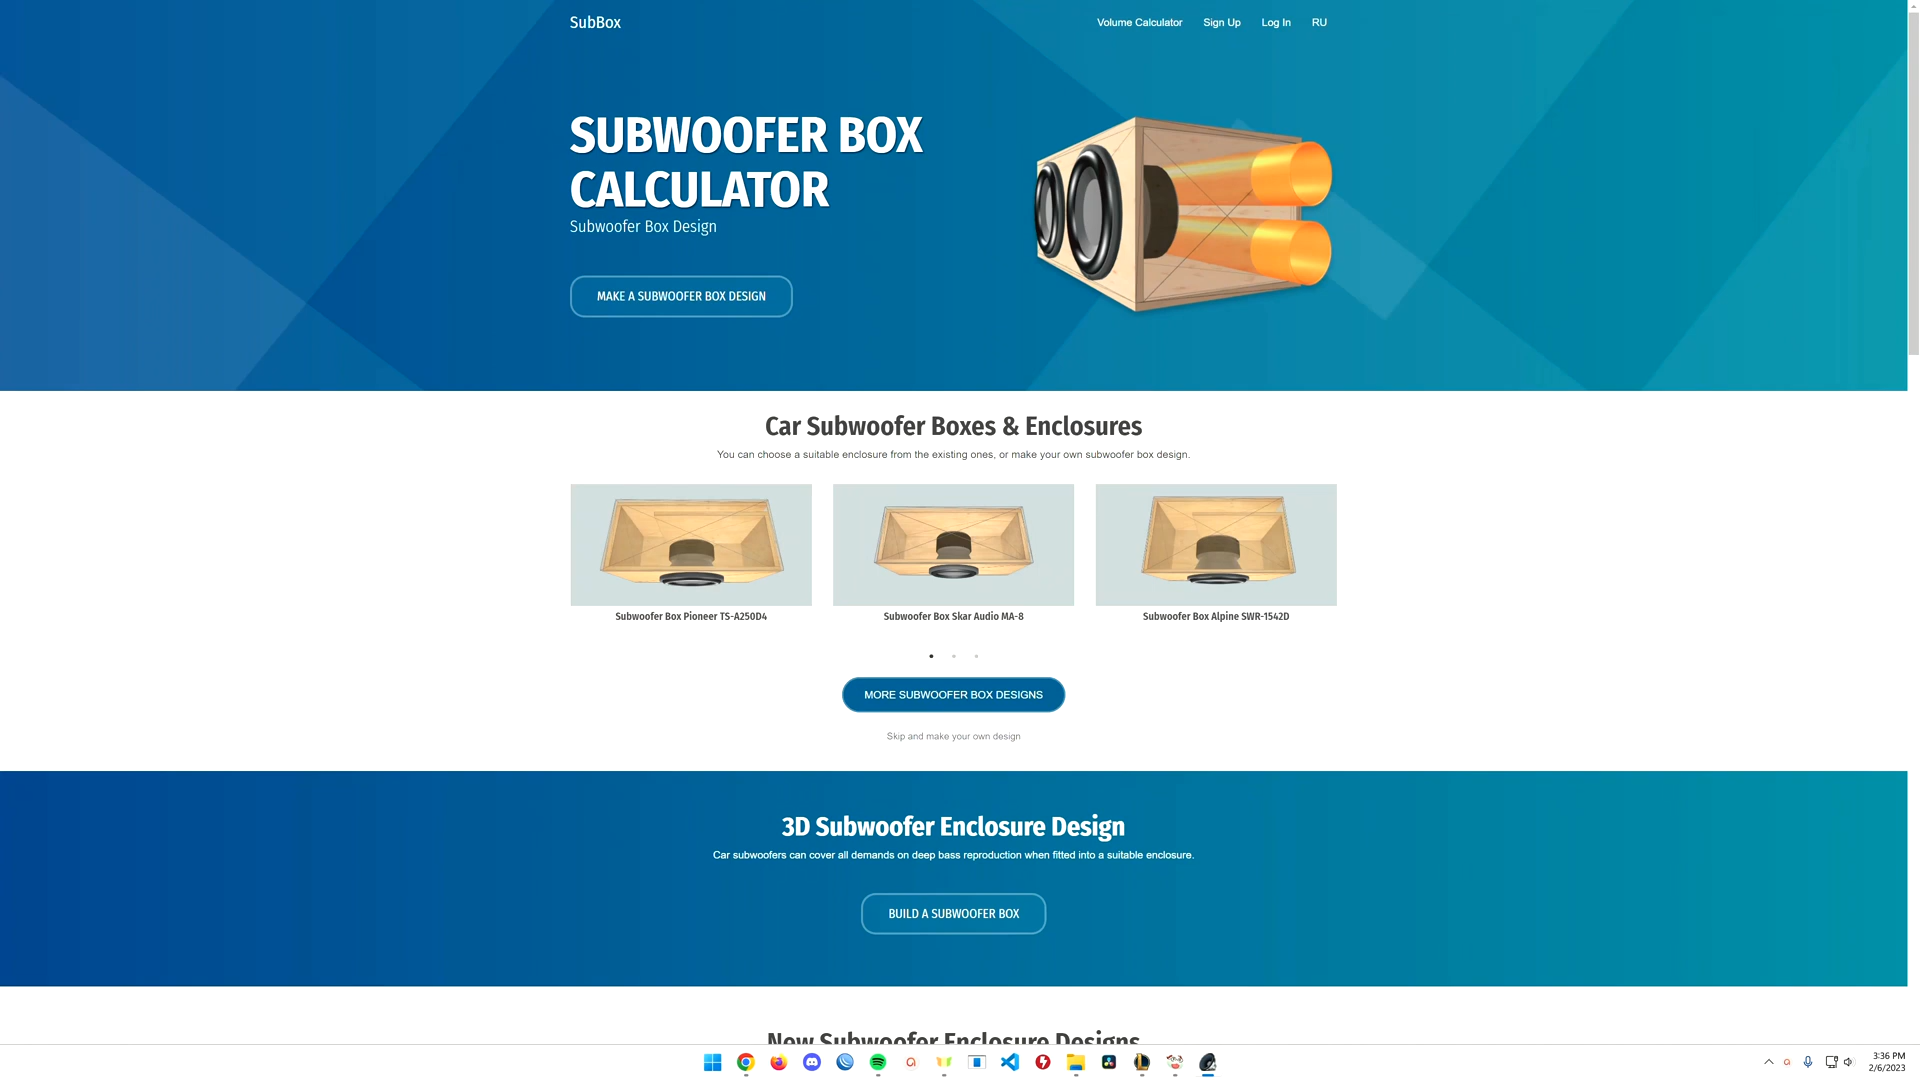 SubBox
Volume Calculator
Sign Up
Log In
RU
SUBWOOFER BOX
CALCULATOR
Subwoofer Box Design
MAKE A SUBWOOFER BOX DESIGN
Car Subwoofer Boxes & Enclosures
You can choose a suitable enclosure from the existing ones, or make your own subwoofer box design.
Subwoofer Box Pioneer TS-A250D4
Subwoofer Box Skar Audio MA-8
Subwoofer Box Alpine SWR-1542D
MORE SUBWOOFER BOX DESIGNS
Skip and make your own design
3D Subwoofer Enclosure Design
Car subwoofers can cover all demands on deep bass reproduction when fitted into a suitable enclosure.
BUILD A SUBWOOFER BOX
New Subwoofer Enclosure Designs
3:36 PM
2/6/2023